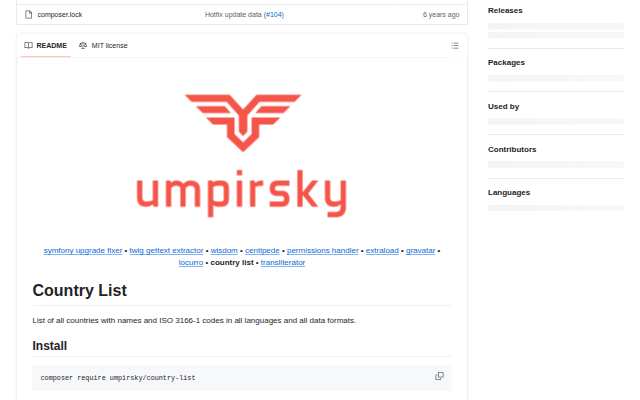 composer.lock Hotfix update data (#104) 6 years ago
README MIT license
umpirsky
symfony upgrade fixer • twig gettext extractor • wisdom • centipede • permissions handler • extraload • gravatar •
locurro • country list • transliterator
Country List
List of all countries with names and ISO 3166-1 codes in all languages and all data formats.
Install
composer require umpirsky/country-list
Releases
Packages
Used by
Contributors
Languages